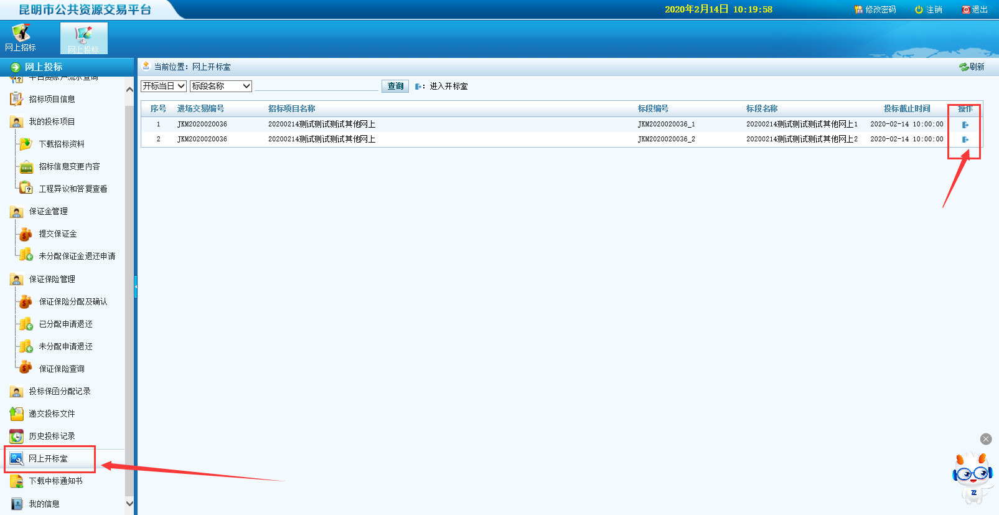 昆明市公共资源交易平台
2020年2月14日 10:19:58
修改密码
注销
退出
网上招标
网上投标
网上投标
当前位置：网上开标室
刷新
平台费账户流水查询
开标当日
标段名称
查询
：进入开标室
招标项目信息
我的投标项目
下载招标资料
招标信息变更内容
工程异议和答复查看
保证金管理
提交保证金
未分配保证金退还申请
保证保险管理
保证保险分配及确认
已分配申请退还
未分配申请退还
保证保险查询
投标保函分配记录
递交投标文件
历史投标记录
网上开标室
下载中标通知书
我的信息
序号 进场交易编号 招标项目名称 标段编号 标段名称 投标截止时间 操作
1 JKM2020020036 20200214测试测试测试其他网上 JKM2020020036_1 20200214测试测试测试其他网上1 2020-02-14 10:00:00
2 JKM2020020036 20200214测试测试测试其他网上 JKM2020020036_2 20200214测试测试测试其他网上2 2020-02-14 10:00:00